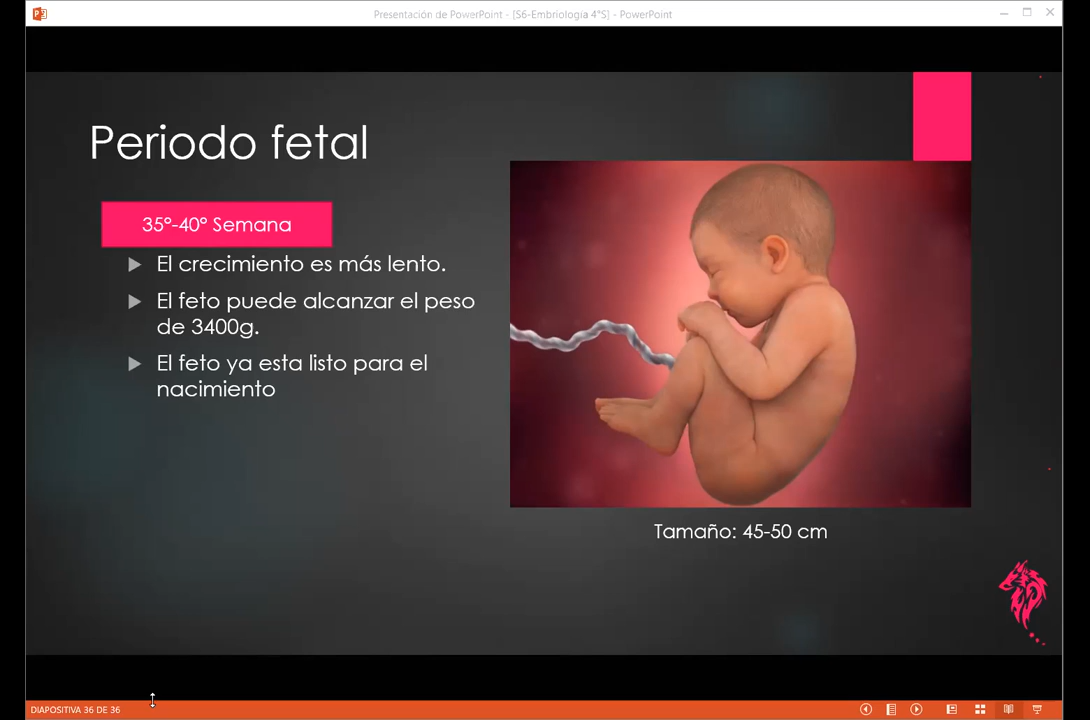 Presentación de PowerPoint - [S6-Embriología 4°S] - PowerPoint
Periodo fetal
35°-40° Semana
El crecimiento es más lento.
El feto puede alcanzar el peso
de 3400g.
El feto ya esta listo para el
nacimiento
Tamaño: 45-50 cm
DIAPOSITIVA 36 DE 36